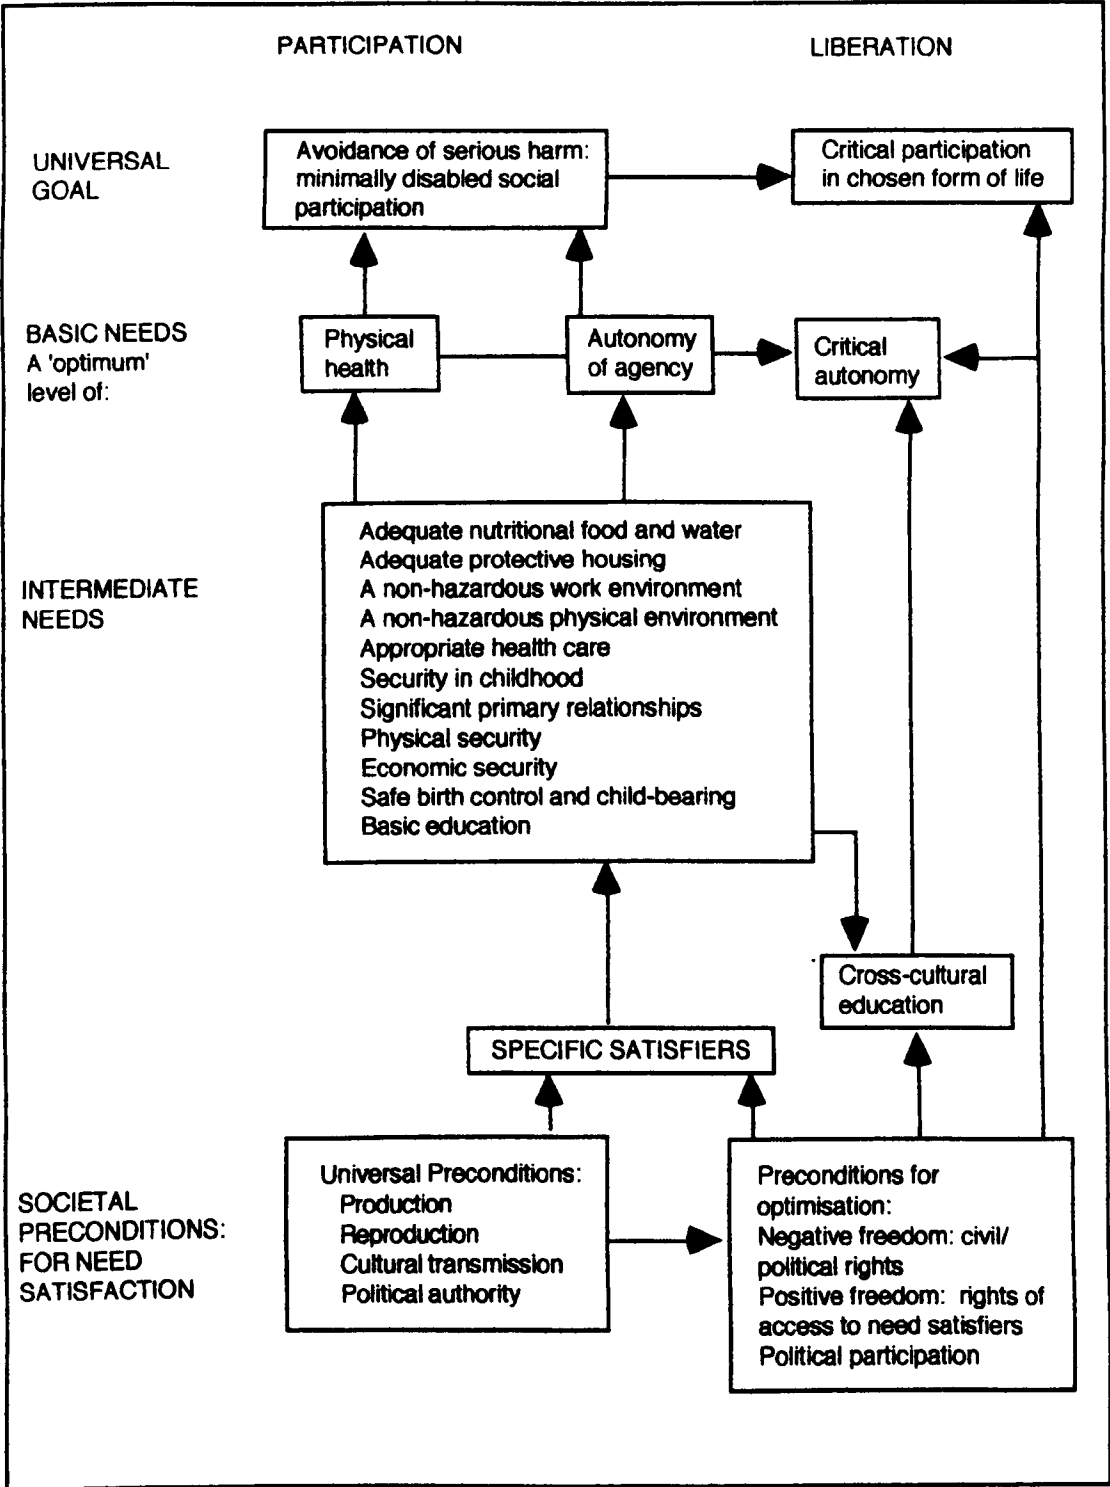 PARTICIPATION
LIBERATION
UNIVERSAL
GOAL
Avoidance of serious harm:
minimally disabled social
participation
Critical participation
in chosen form of life
BASIC NEEDS
A 'optimum'
level of:
Physical
health
Autonomy
of agency
Critical
autonomy
INTERMEDIATE
NEEDS
Adequate nutritional food and water
Adequate protective housing
A non-hazardous work environment
A non-hazardous physical environment
Appropriate health care
Security in childhood
Significant primary relationships
Physical security
Economic security
Safe birth control and child-bearing
Basic education
Cross-cultural
education
SPECIFIC SATISFIERS
SOCIETAL
PRECONDITIONS:
FOR NEED
SATISFACTION
Universal Preconditions:
Production
Reproduction
Cultural transmission
Political authority
Preconditions for
optimisation:
Negative freedom: civil/
political rights
Positive freedom: rights of
access to need satisfiers
Political participation